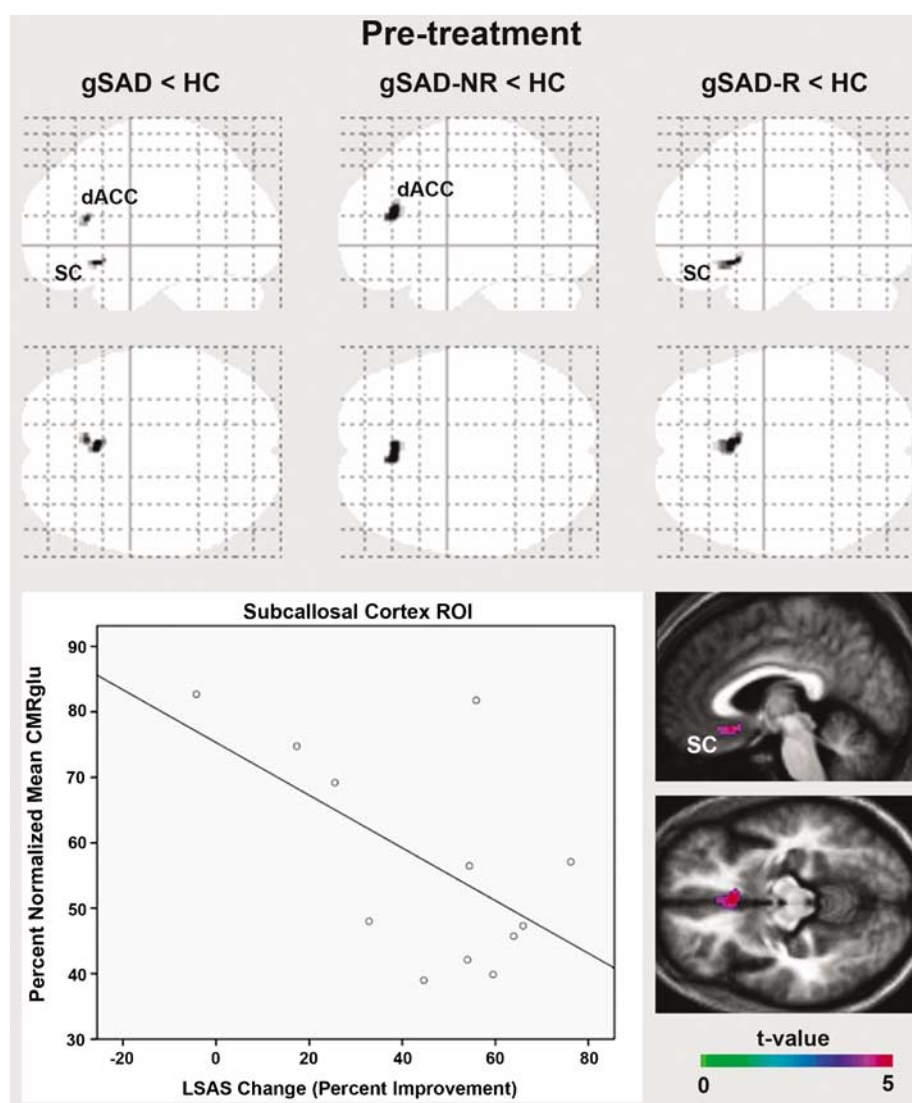 Pre-treatment
gSAD < HC
gSAD-NR < HC
gSAD-R < HC
dACC
SC
dACC
SC
Subcallosal Cortex ROI
Percent Normalized Mean CMRglu
90
80
70
60
50
40
30
-20
0
20
40
60
80
LSAS Change (Percent Improvement)
SC
t-value
0
5